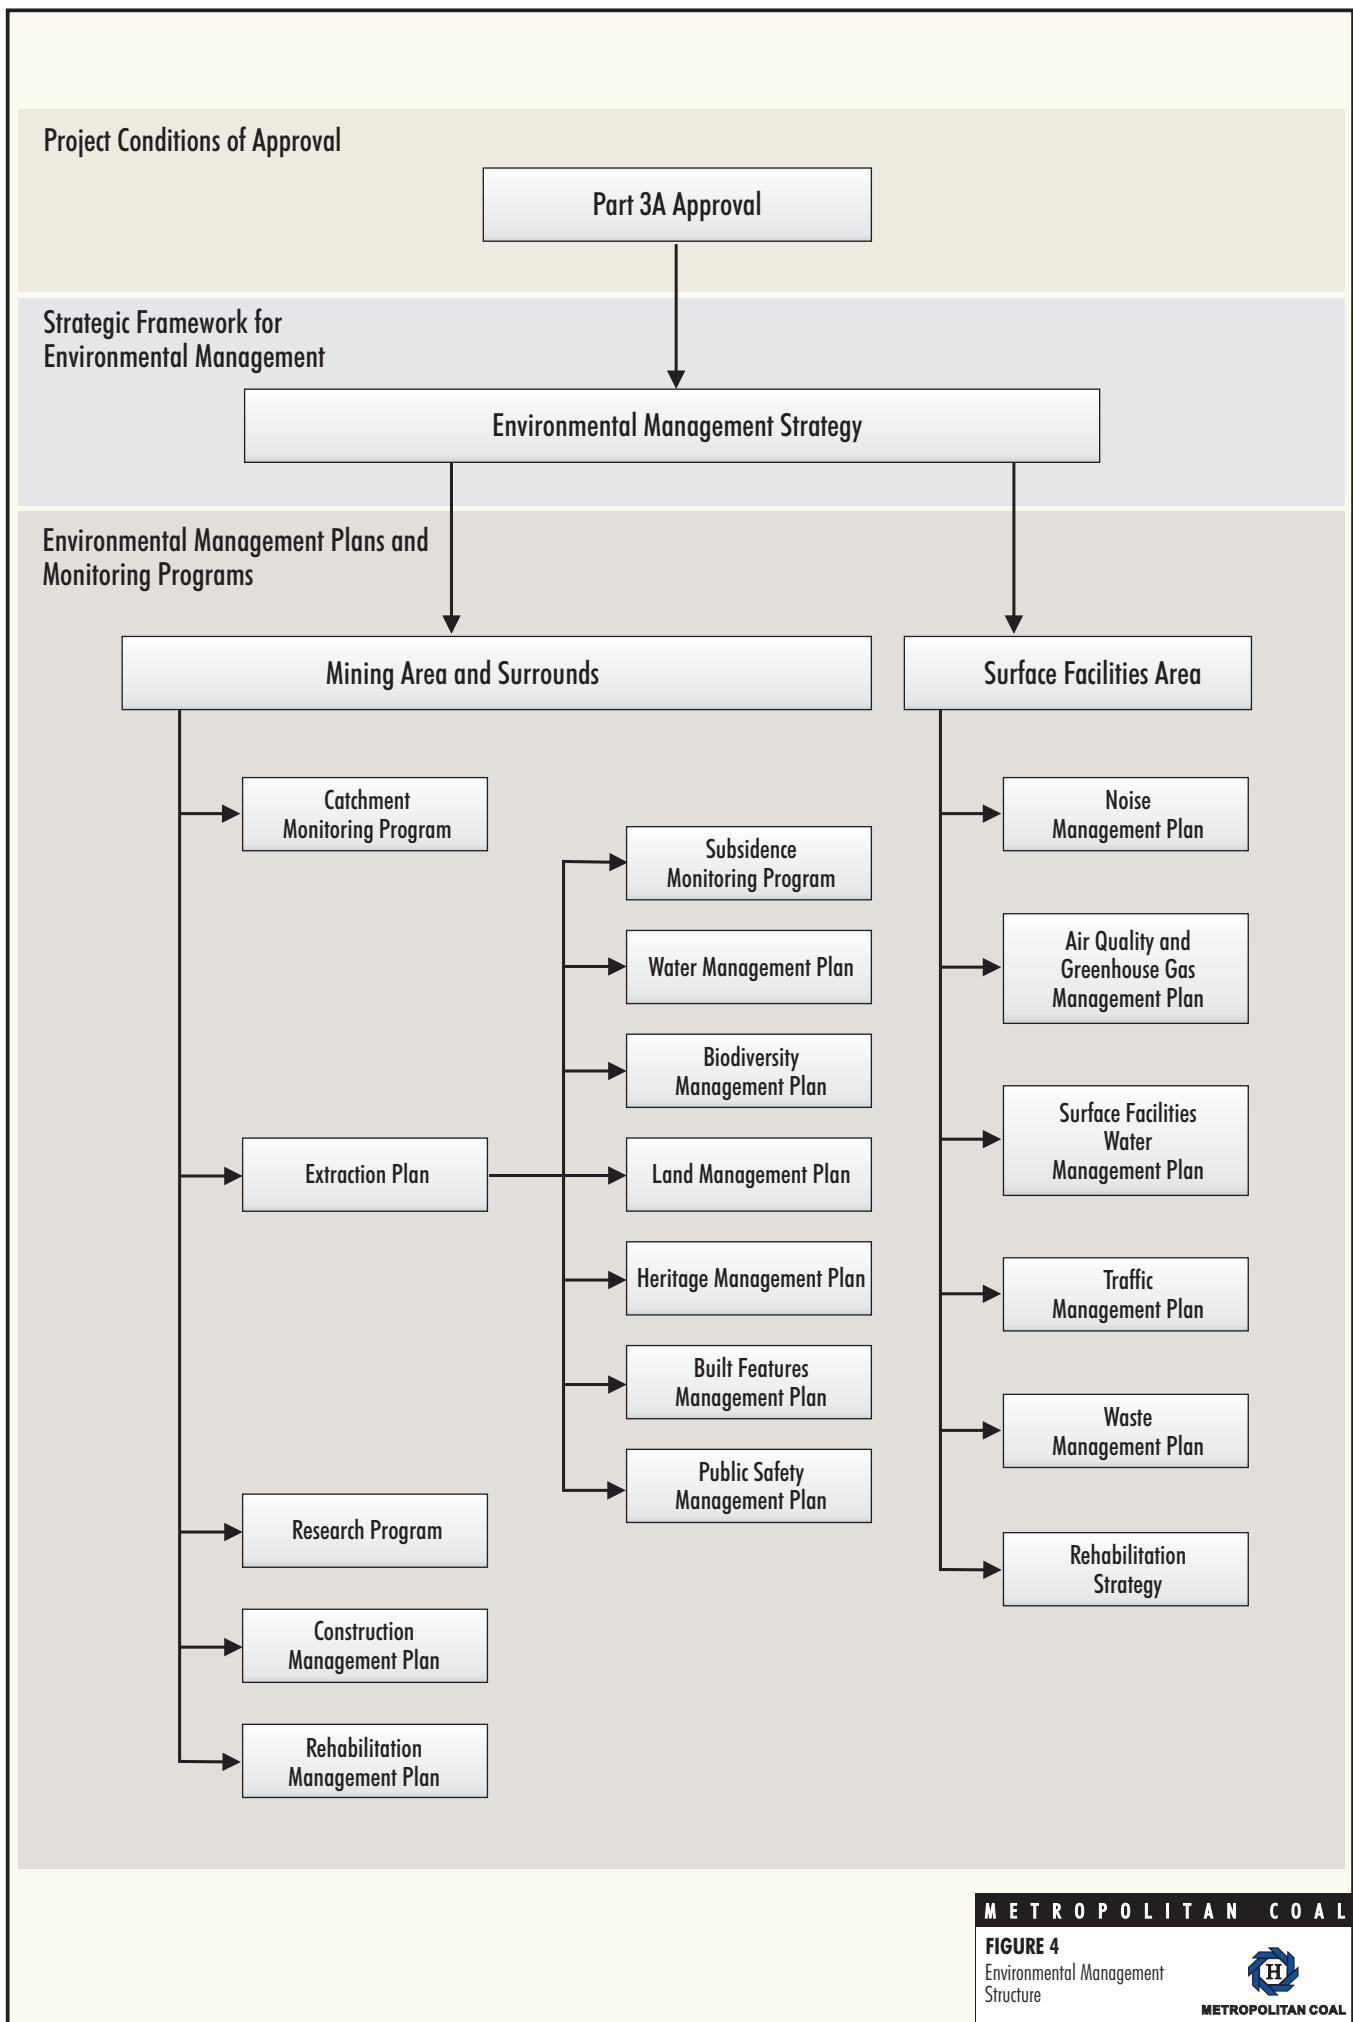 Project Conditions of Approval
Part 3A Approval
Strategic Framework for
Environmental Management
Environmental Management Strategy
Environmental Management Plans and
Monitoring Programs
Mining Area and Surrounds
Surface Facilities Area
Catchment
Monitoring Program
Extraction Plan
Research Program
Construction
Management Plan
Rehabilitation
Management Plan
Subsidence
Monitoring Program
Water Management Plan
Biodiversity
Management Plan
Land Management Plan
Heritage Management Plan
Built Features
Management Plan
Public Safety
Management Plan
Noise
Management Plan
Air Quality and
Greenhouse Gas
Management Plan
Surface Facilities
Water
Management Plan
Traffic
Management Plan
Waste
Management Plan
Rehabilitation
Strategy
METROPOLITAN COAL
FIGURE 4
Environmental Management
Structure
H
METROPOLITAN COAL